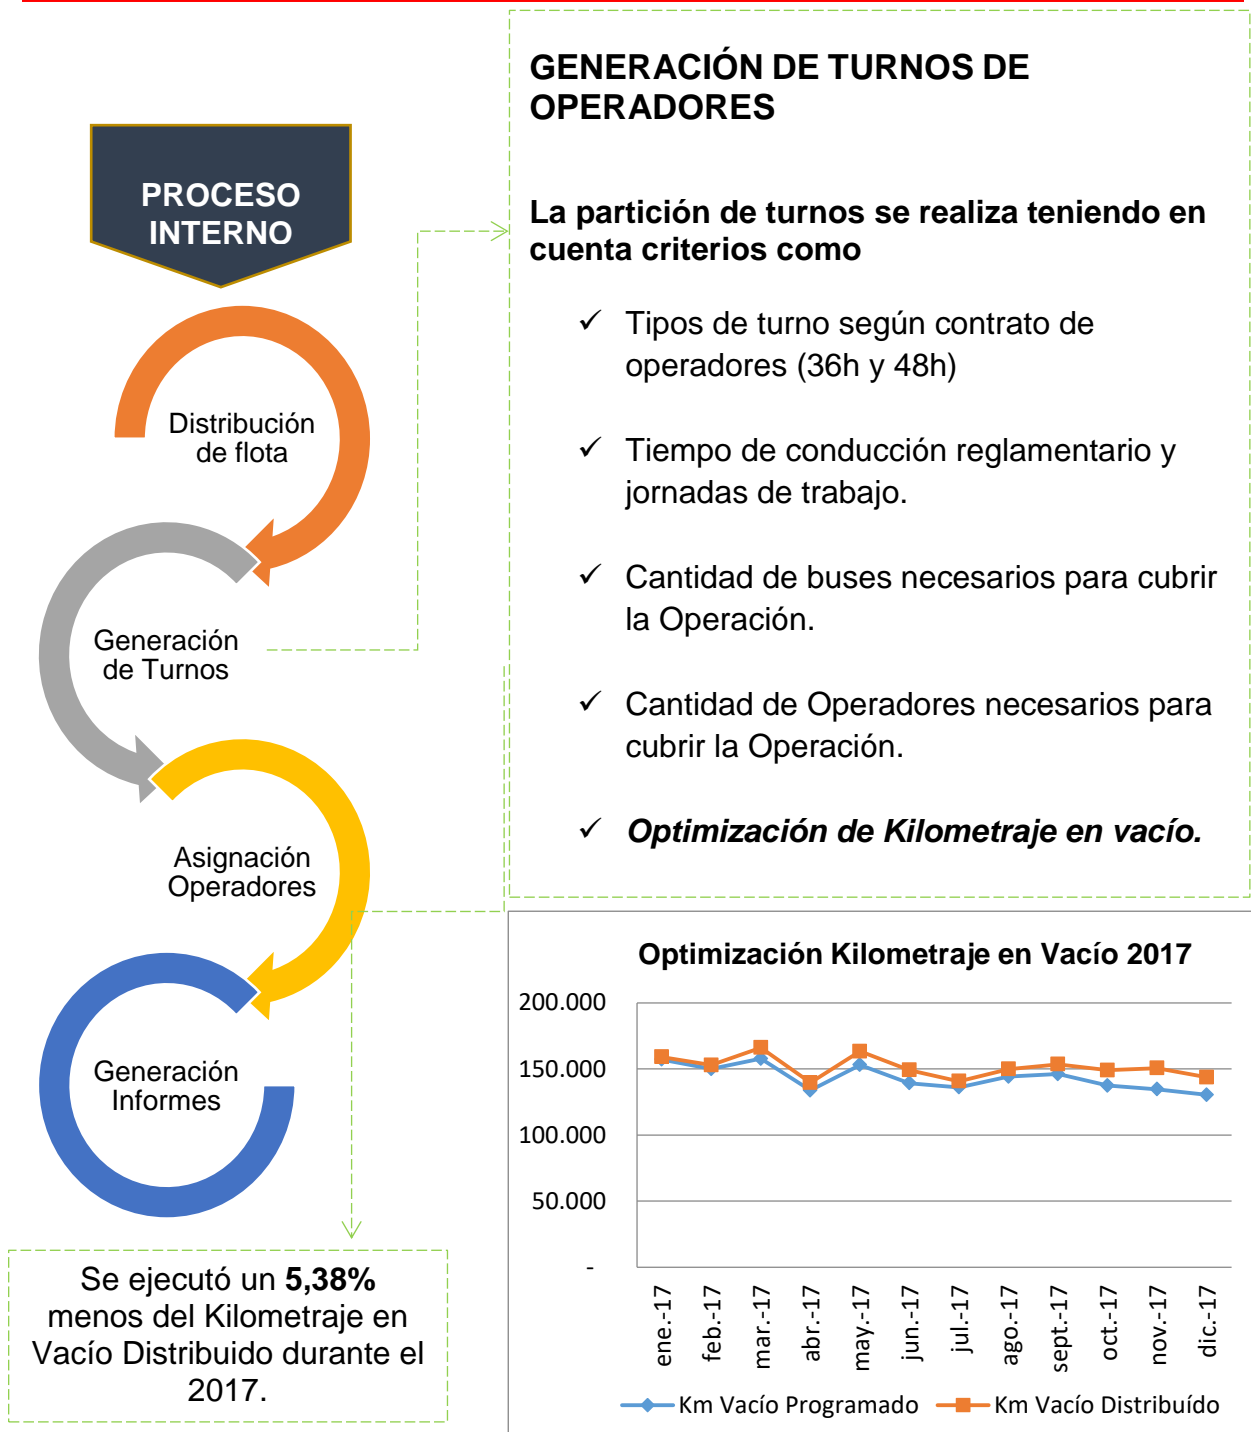 PROCESO
INTERNO
Distribución
de flota
Generación
de Turnos
Asignación
Operadores
Generación
Informes
Se ejecutó un 5,38%
menos del Kilometraje en
Vacío Distribuido durante el
2017.
GENERACIÓN DE TURNOS DE
OPERADORES
La partición de turnos se realiza teniendo en
cuenta criterios como
✓ Tipos de turno según contrato de
operadores (36h y 48h)
✓ Tiempo de conducción reglamentario y
jornadas de trabajo.
✓ Cantidad de buses necesarios para cubrir
la Operación.
✓ Cantidad de Operadores necesarios para
cubrir la Operación.
✓ Optimización de Kilometraje en vacío.
Optimización Kilometraje en Vacío 2017
200.000
150.000
100.000
50.000
-
ene.-17
feb.-17
mar.-17
abr.-17
may.-17
jun.-17
jul.-17
ago.-17
sept.-17
oct.-17
nov.-17
dic.-17
Km Vacío Programado
Km Vacío Distribuído